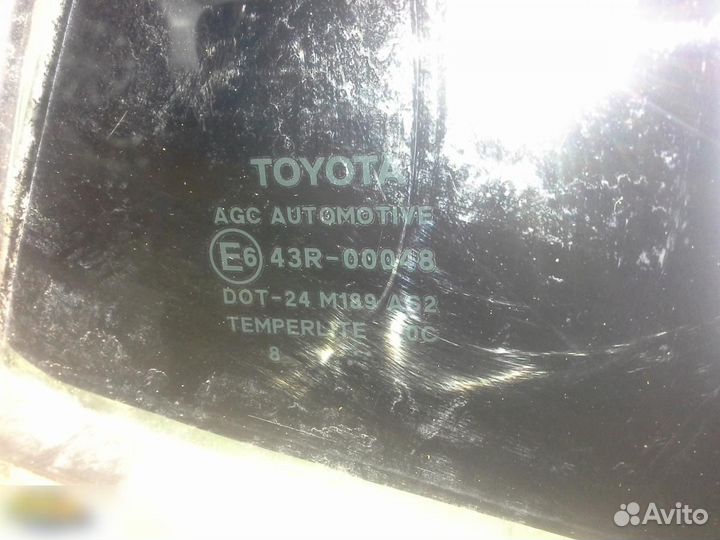 TOYOTA
AGC AUTOMOTIVE
E6 43R-00048
DOT-24 M189 AS2
TEMPERLITE
8
Avito